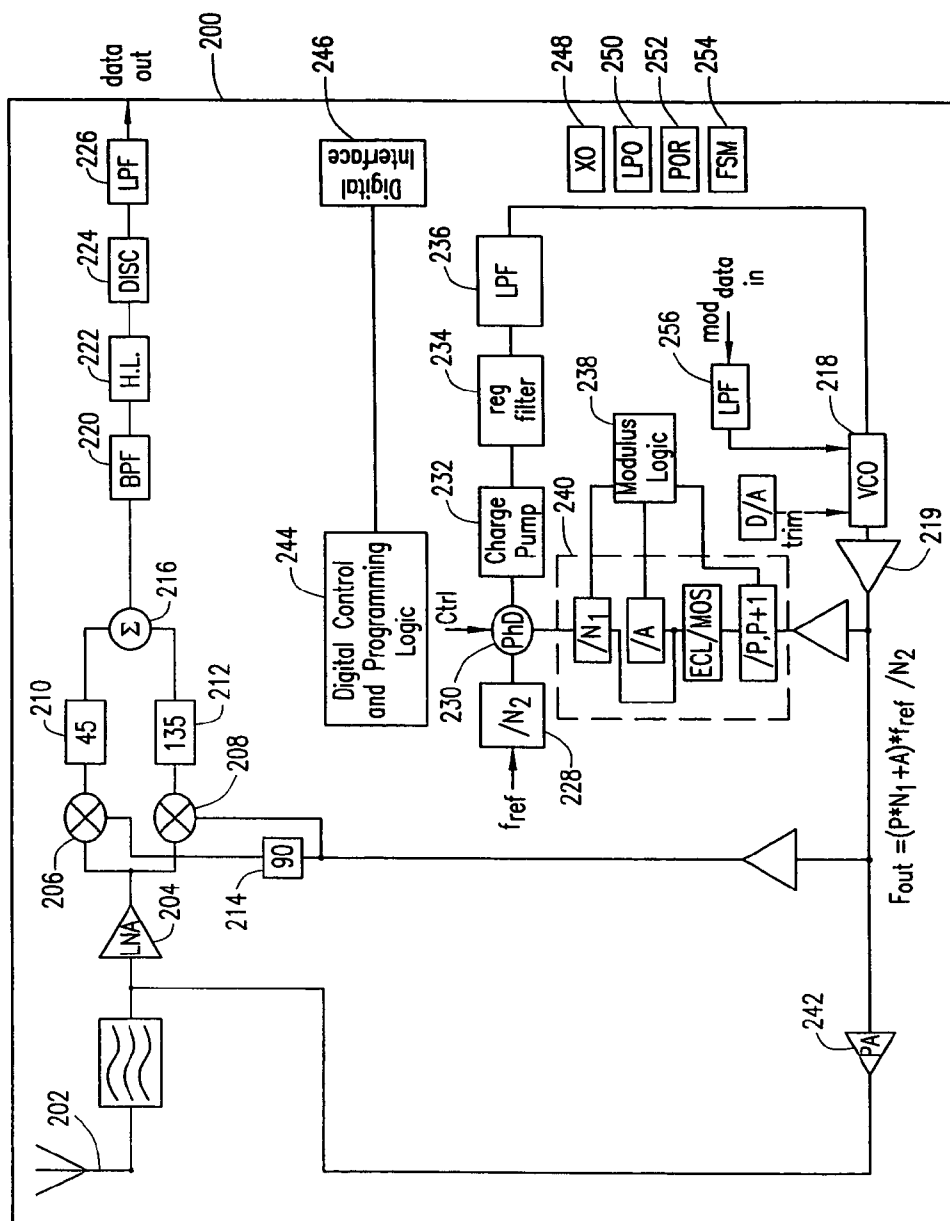 200
data
out
226
LPF
224
DISC
222
H.L.
220
BPF
216
Σ
210
45
212
135
206
208
214
90
204
LNA
202
246
Digital
Interface
244
Digital Control
and Programming
Logic
248
XO
250
LPO
252
POR
254
FSM
236
LPF
234
reg
filter
232
Charge
Pump
Ctrl
PhD
230
/N2
228
fref
238
Modulus
Logic
240
/N1
/A
ECL/MOS
/P,P+1
mod data
in
256
LPF
218
VCO
D/A
trim
219
Fout =(P*N1+A)*fref /N2
242
PA